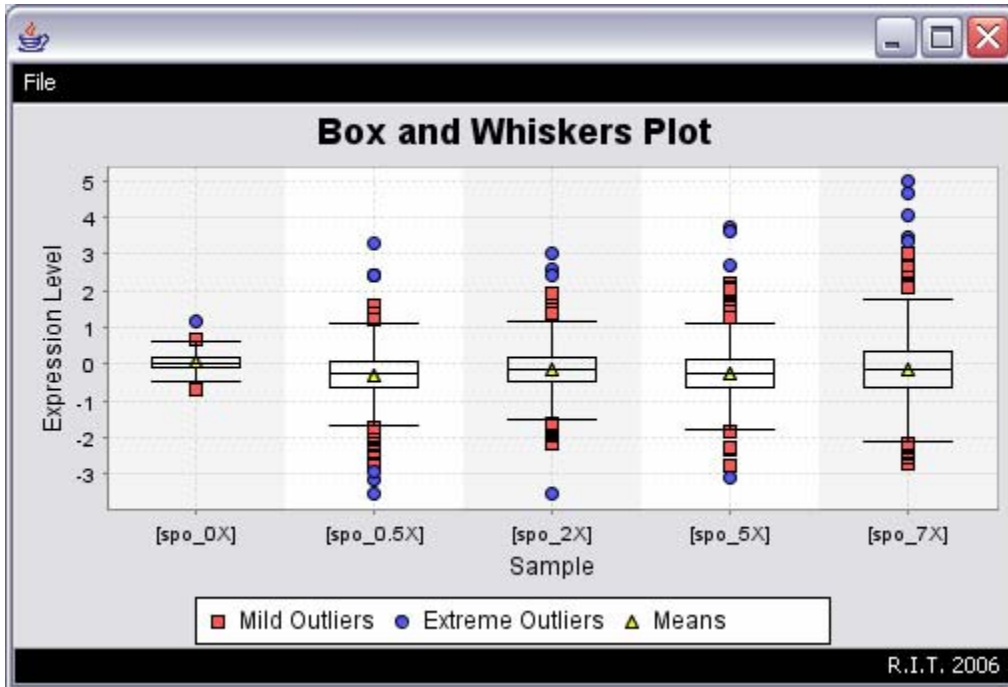 File
Box and Whiskers Plot
Expression Level
5
4
3
2
1
0
-1
-2
-3
[spo_0X] [spo_0.5X] [spo_2X] [spo_5X] [spo_7X]
Sample
Mild Outliers Extreme Outliers Means
R.I.T. 2006